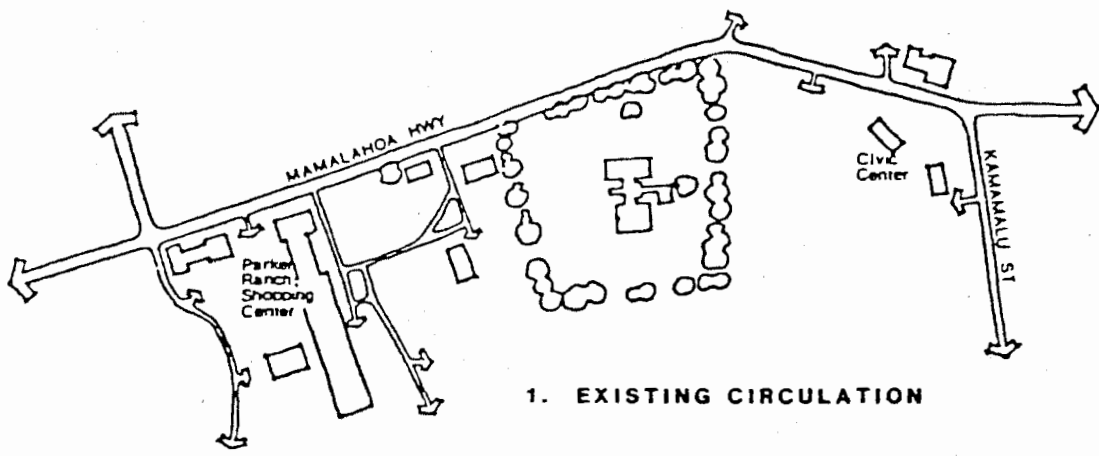 MAMALAHOA HWY
Civic
Center
KAMAMALU ST
Parker
Ranch
Shopping
Center
1. EXISTING CIRCULATION